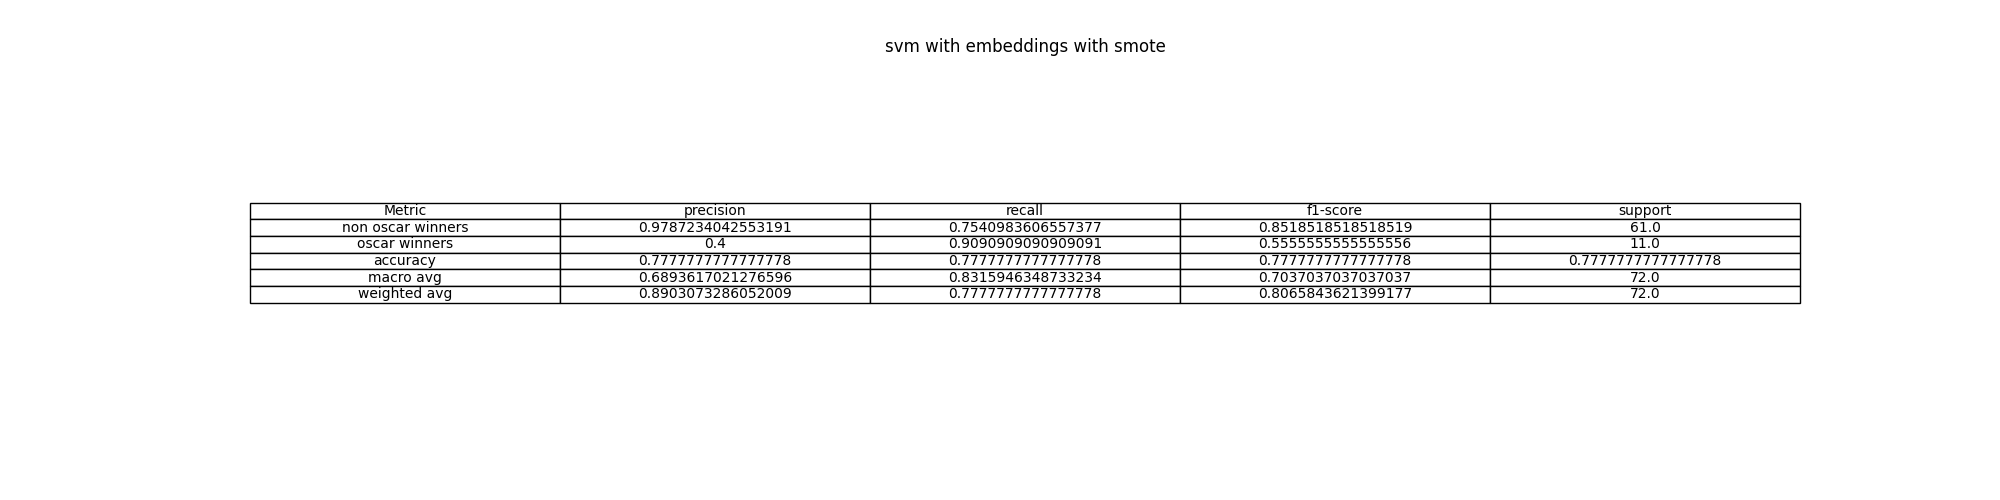 svm with embeddings with smote
Metric precision recall f1-score support
non oscar winners 0.9787234042553191 0.7540983606557377 0.8518518518518519 61.0
oscar winners 0.4 0.9090909090909091 0.5555555555555556 11.0
accuracy 0.7777777777777778 0.7777777777777778 0.7777777777777778 0.7777777777777778
macro avg 0.6893617021276596 0.8315946348733234 0.7037037037037037 72.0
weighted avg 0.8903073286052009 0.7777777777777778 0.8065843621399177 72.0